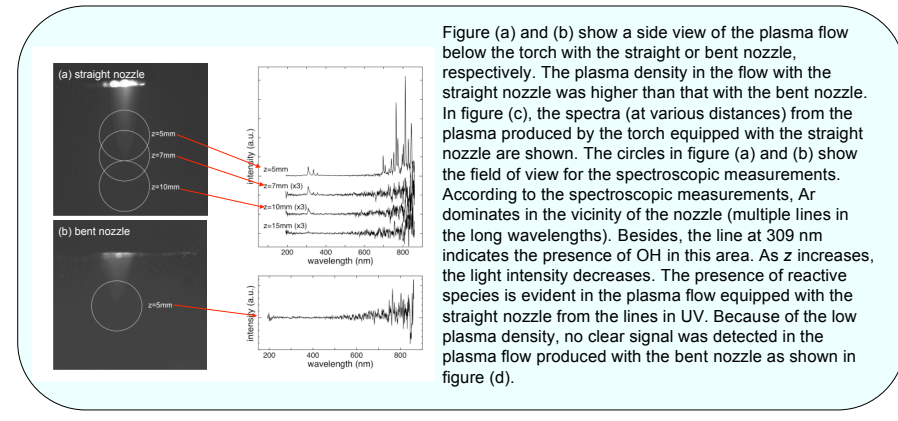 (a) straight nozzle
z=5mm
z=7mm
z=10mm
(b) bent nozzle
z=5mm
intensity (a.u.)
z=5mm
z=7mm (x3)
z=10mm (x3)
z=15mm (x3)
200 400 600 800
wavelength (nm)
intensity (a.u.)
200 400 600 800
wavelength (nm)
Figure (a) and (b) show a side view of the plasma flow
below the torch with the straight or bent nozzle,
respectively. The plasma density in the flow with the
straight nozzle was higher than that with the bent nozzle.
In figure (c), the spectra (at various distances) from the
plasma produced by the torch equipped with the straight
nozzle are shown. The circles in figure (a) and (b) show
the field of view for the spectroscopic measurements.
According to the spectroscopic measurements, Ar
dominates in the vicinity of the nozzle (multiple lines in
the long wavelengths). Besides, the line at 309 nm
indicates the presence of OH in this area. As z increases,
the light intensity decreases. The presence of reactive
species is evident in the plasma flow equipped with the
straight nozzle from the lines in UV. Because of the low
plasma density, no clear signal was detected in the
plasma flow produced with the bent nozzle as shown in
figure (d).